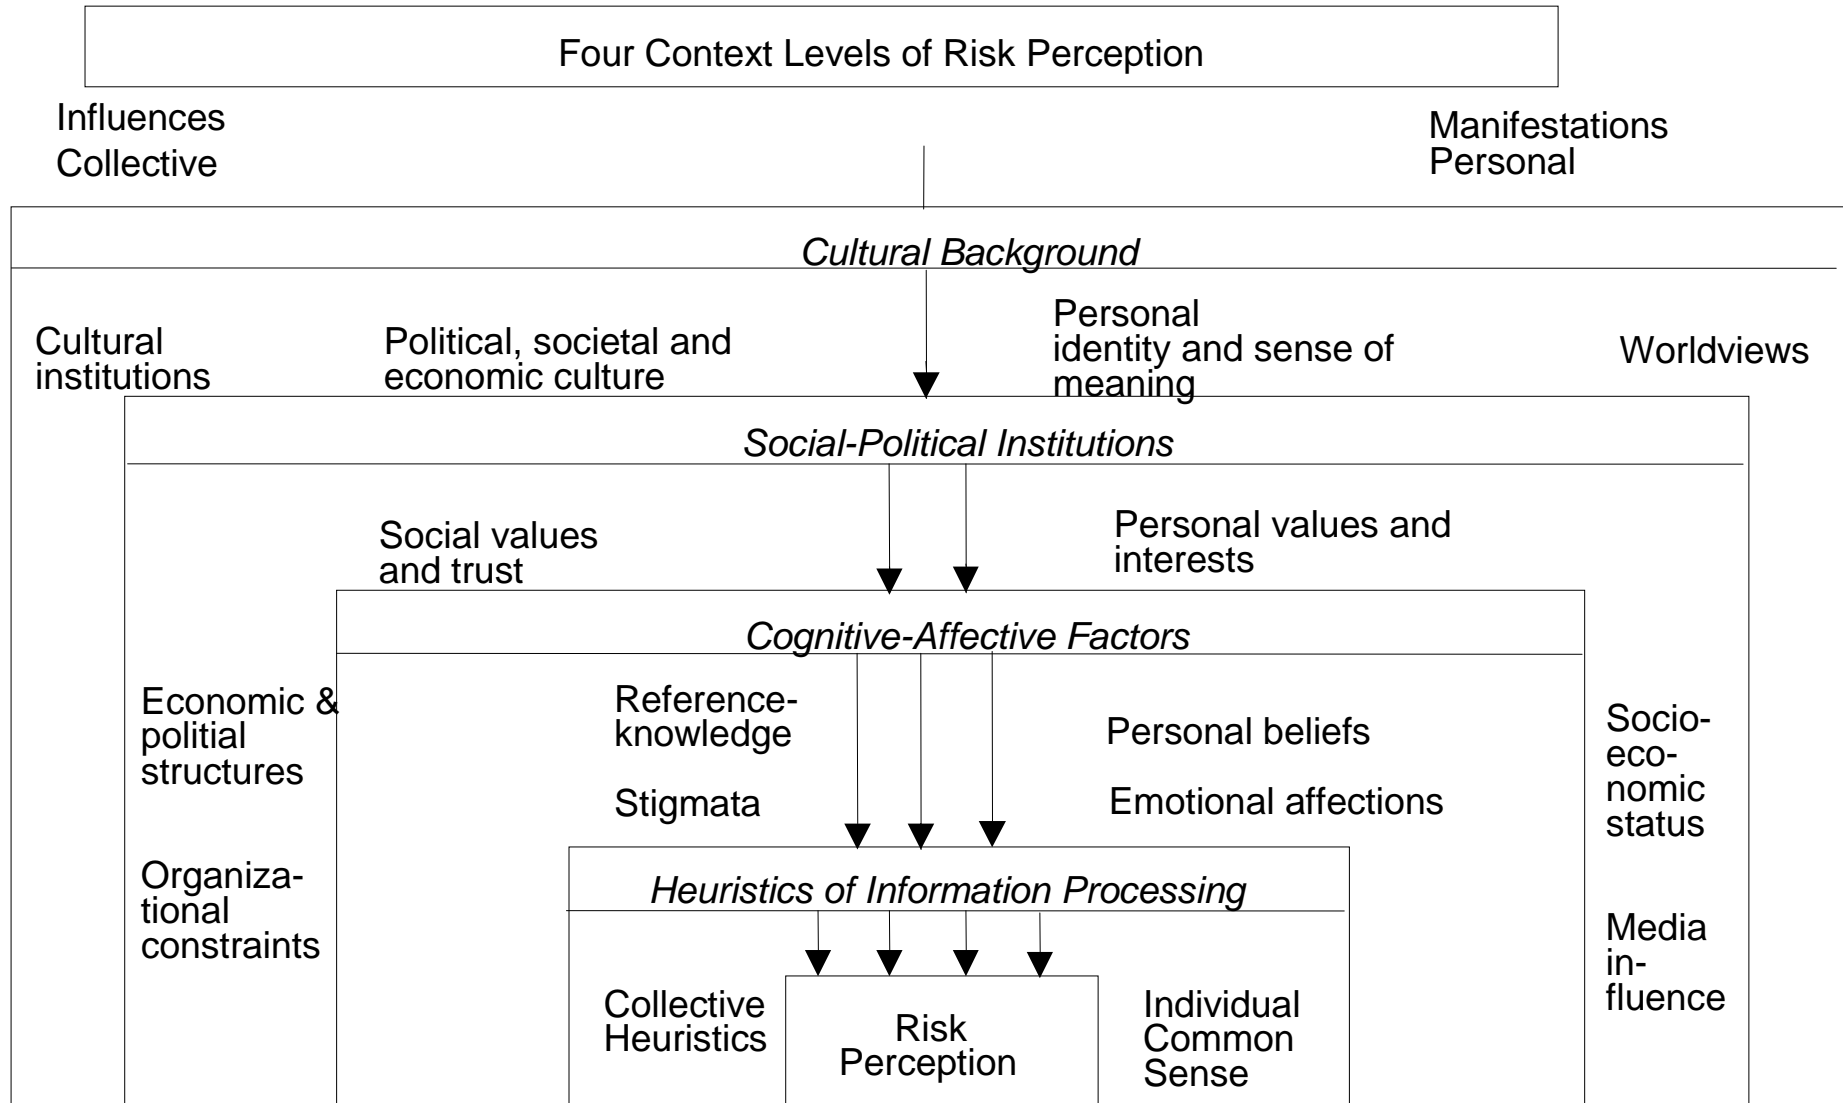 Four Context Levels of Risk Perception
Influences
Collective
Manifestations
Personal
Cultural Background
Cultural
institutions
Political, societal and
economic culture
Personal
identity and sense of
meaning
Worldviews
Social-Political Institutions
Social values
and trust
Personal values and
interests
Cognitive-Affective Factors
Economic &
politial
structures
Reference-
knowledge
Personal beliefs
Socio-
eco-
nomic
status
Stigmata
Emotional affections
Organiza-
tional
constraints
Heuristics of Information Processing
Media
in-
fluence
Collective
Heuristics
Risk
Perception
Individual
Common
Sense